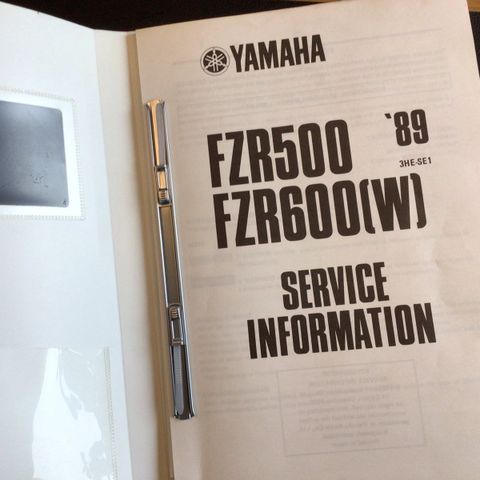 YAMAHA
FZR500 '89
3HE-SE1
FZR600(W)
SERVICE
INFORMATION